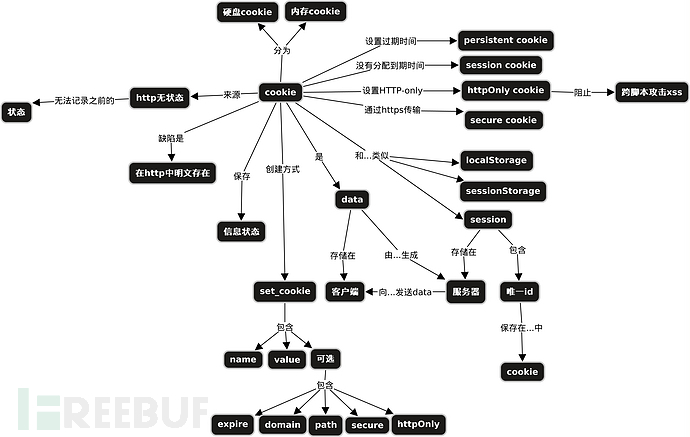 硬盘cookie
内存cookie
分为
设置过期时间
persistent cookie
没有分配到期时间
session cookie
cookie
设置HTTP-only
httpOnly cookie
阻止
跨脚本攻击xss
来源
http无状态
无法记录之前的
状态
通过https传输
secure cookie
缺陷是
在http中明文存在
保存
信息状态
创建方式
是
data
和...类似
localStorage
sessionStorage
session
存储在
由...生成
存储在
包含
set_cookie
客户端
向...发送data
服务器
唯一id
保存在...中
cookie
包含
name
value
可选
包含
expire
domain
path
secure
httpOnly
FREEBUF